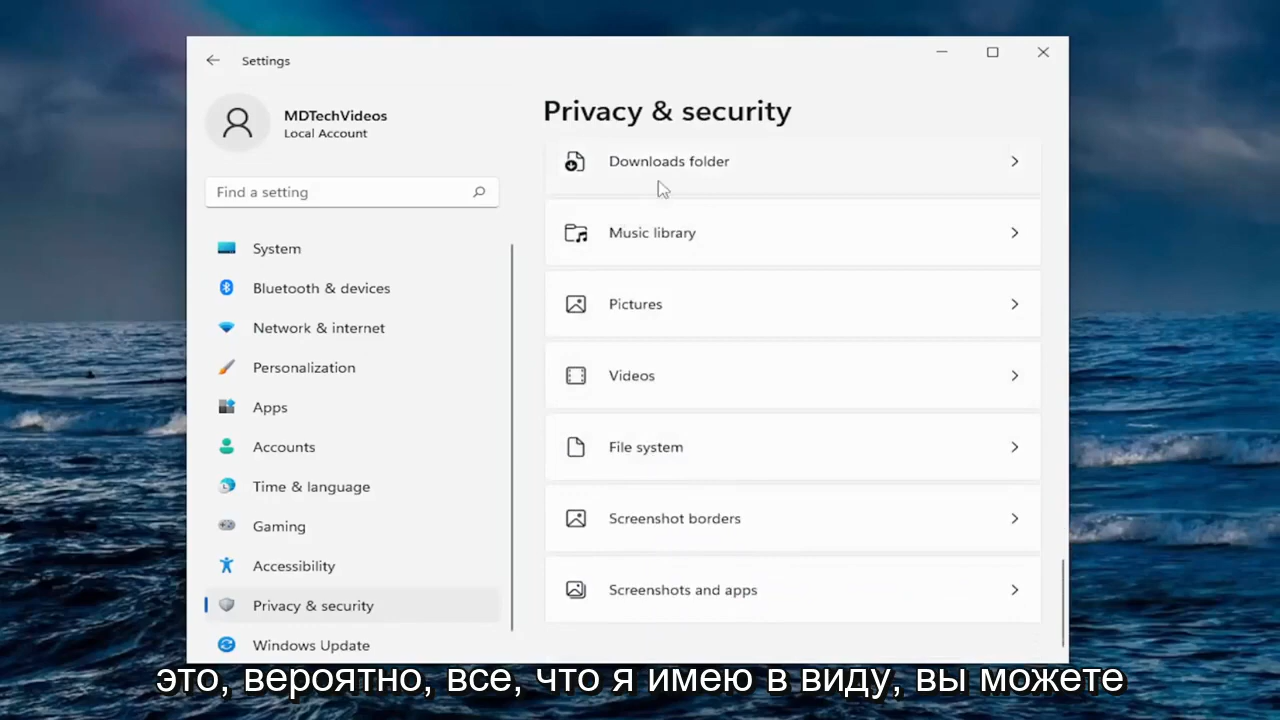 Settings
MDTechVideos
Local Account
Find a setting
System
Bluetooth & devices
Network & internet
Personalization
Apps
Accounts
Time & language
Gaming
Accessibility
Privacy & security
Windows Update
Privacy & security
Downloads folder
Music library
Pictures
Videos
File system
Screenshot borders
Screenshots and apps
это, вероятно, все, что я имею в виду, вы можете